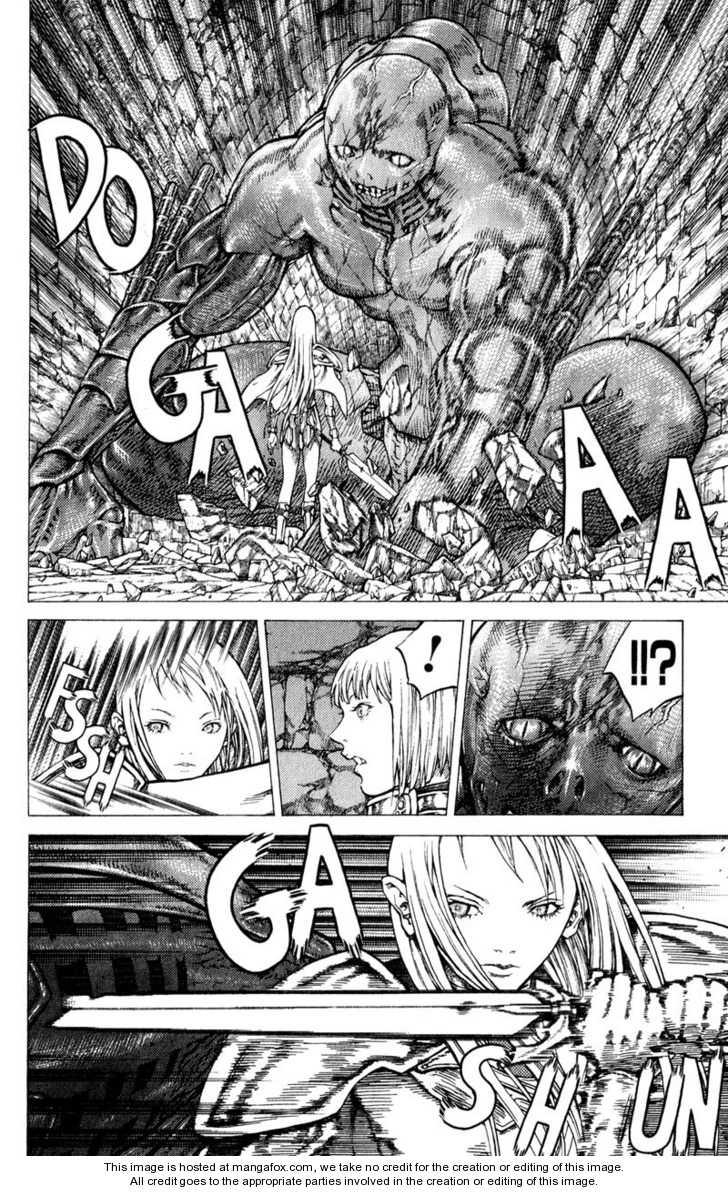 DO
GA
A
A
FSSH
!
!!?
GA
SHUN
This image is hosted at mangafox.com, we take no credit for the creation or editing of this image.
All credit goes to the appropriate parties involved in the creation or editing of this image.